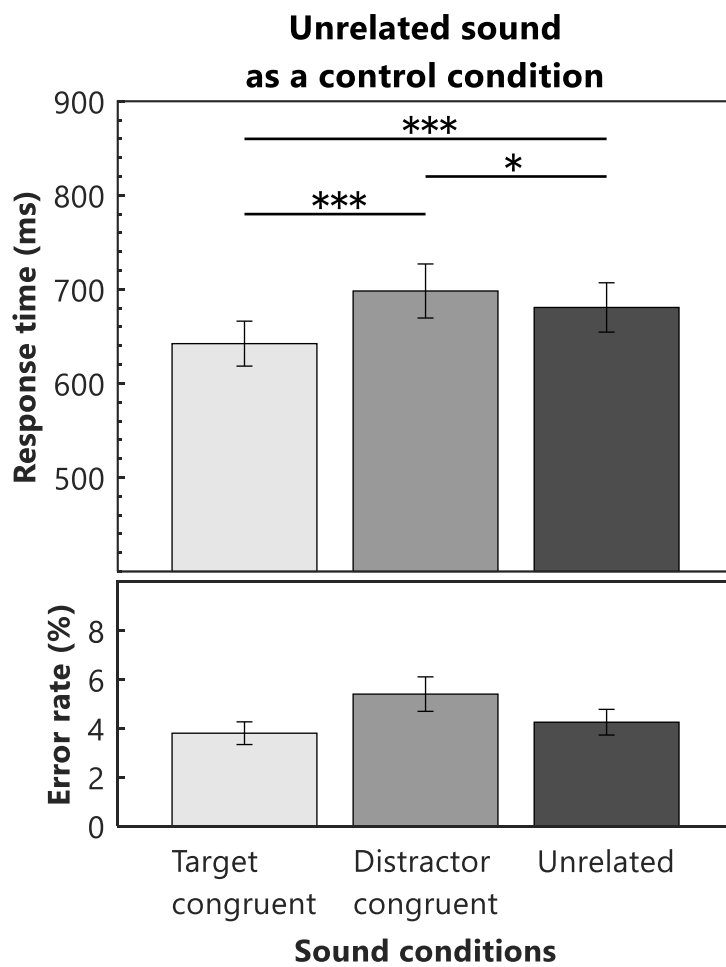 Unrelated sound
as a control condition
Response time (ms)
900
800
700
600
500
***
*
***
Error rate (%)
8
6
4
2
0
Target
congruent
Distractor
congruent
Unrelated
Sound conditions